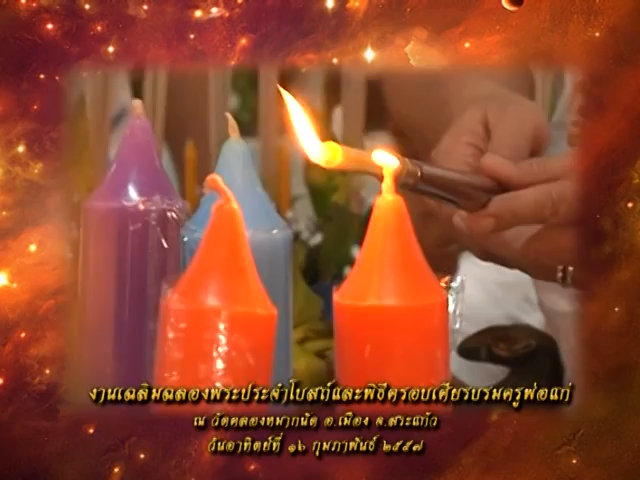 งานเฉลิมฉลองพระประจำโบสถ์และพิธีครอบเศียรบรมครูพ่อแก่
ณ วัดคลองหมากนัด อ.เมือง จ.สระแก้ว
วันอาทิตย์ที่ ๑๖ กุมภาพันธ์ ๒๕๕๗